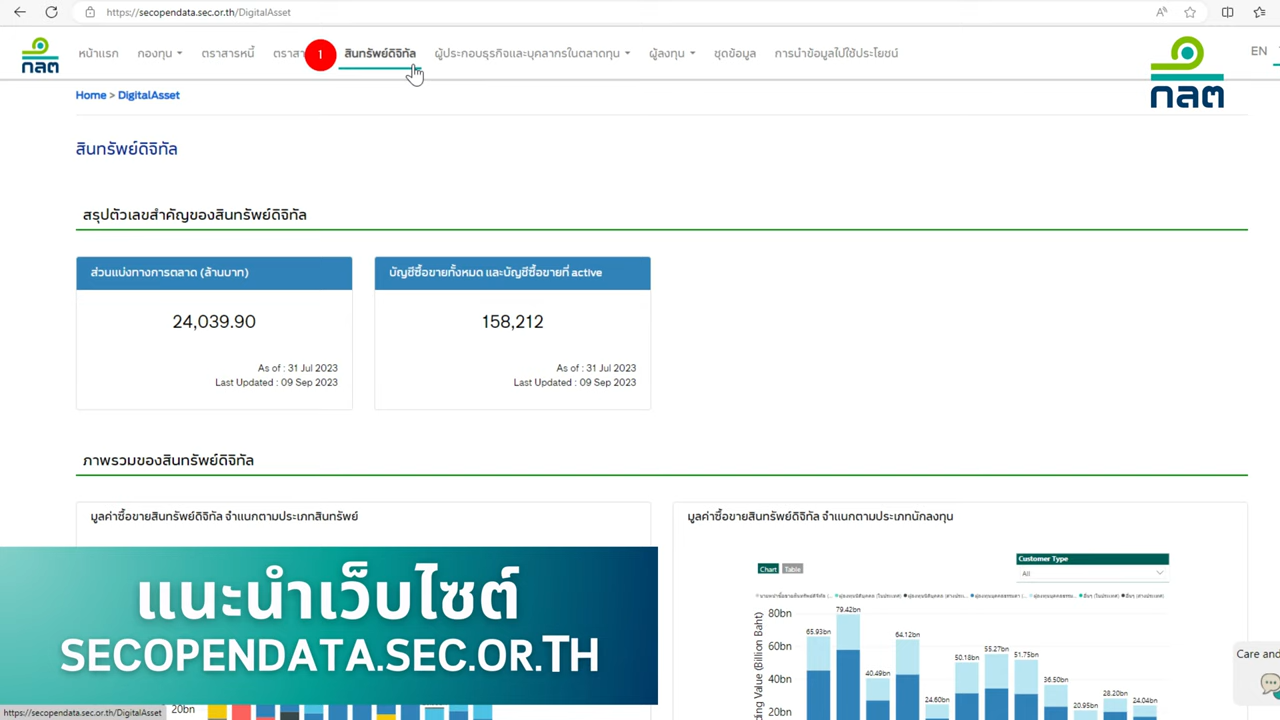 https://secopendata.sec.or.th/DigitalAsset
กลต
หน้าแรก
กองทุน
ตราสารหนี้
1
สินทรัพย์ดิจิทัล
ผู้ประกอบธุรกิจและบุคลากรในตลาดทุน
ผู้ลงทุน
ชุดข้อมูล
การนำข้อมูลไปใช้ประโยชน์
กลต
EN
Home > DigitalAsset
สินทรัพย์ดิจิทัล
สรุปตัวเลขสำคัญของสินทรัพย์ดิจิทัล
ส่วนแบ่งทางการตลาด (ล้านบาท)
24,039.90
As of : 31 Jul 2023
Last Updated : 09 Sep 2023
บัญชีซื้อขายทั้งหมด และบัญชีซื้อขายที่ active
158,212
As of : 31 Jul 2023
Last Updated : 09 Sep 2023
ภาพรวมของสินทรัพย์ดิจิทัล
มูลค่าซื้อขายสินทรัพย์ดิจิทัล จำแนกตามประเภทสินทรัพย์
มูลค่าซื้อขายสินทรัพย์ดิจิทัล จำแนกตามประเภทนักลงทุน
Customer Type
All
Chart Table
80bn
60bn
40bn
20bn
65.93bn
79.42bn
40.49bn
64.12bn
24.60bn
50.18bn
55.27bn
51.75bn
36.50bn
20.95bn
28.20bn
24.04bn
แนะนำเว็บไซต์
SECOPENDATA.SEC.OR.TH
20bn
Care and
https://secopendata.sec.or.th/DigitalAsset